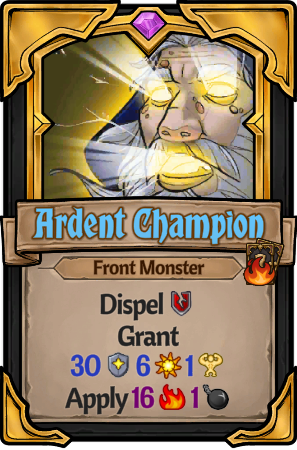 Ardent Champion
Front Monster
Dispel
Grant
30 6 1
Apply 16 1